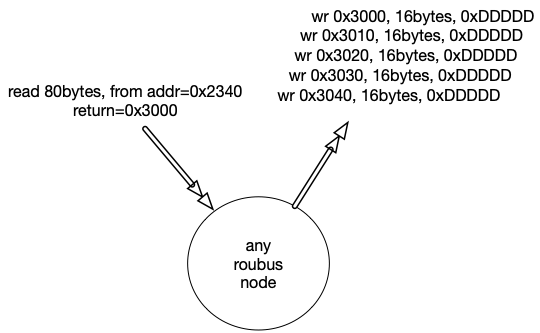 wr 0x3000, 16bytes, 0xDDDDD
wr 0x3010, 16bytes, 0xDDDDD
wr 0x3020, 16bytes, 0xDDDDD
wr 0x3030, 16bytes, 0xDDDDD
wr 0x3040, 16bytes, 0xDDDDD
read 80bytes, from addr=0x2340
return=0x3000
any
roubus
node